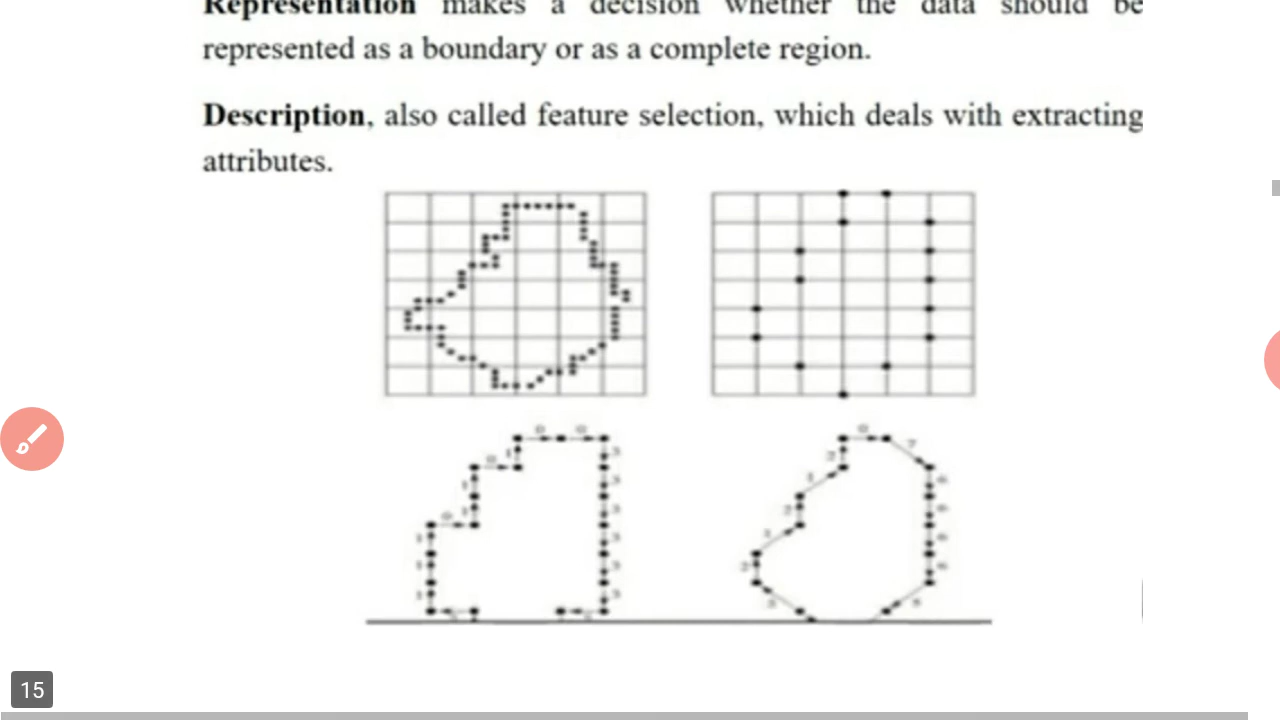 Representation makes a decision whether the data should be
represented as a boundary or as a complete region.
Description, also called feature selection, which deals with extracting
attributes.
15